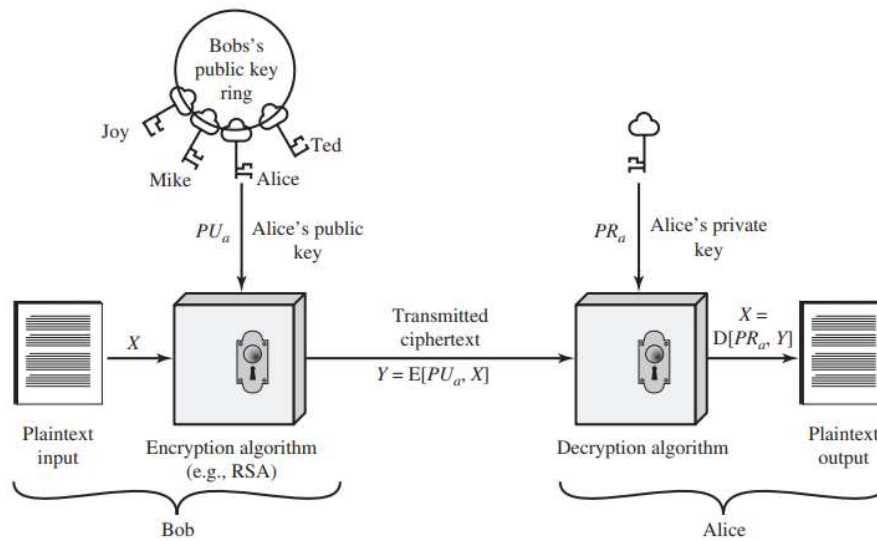 Bobs's
public key
ring
Joy
Ted
Mike
Alice
PUₐ
Alice's public
key
PRₐ
Alice's private
key
X
Transmitted
ciphertext
Y = E[PUₐ, X]
X =
D[PRₐ, Y]
Plaintext
input
Encryption algorithm
(e.g., RSA)
Decryption algorithm
Plaintext
output
Bob
Alice